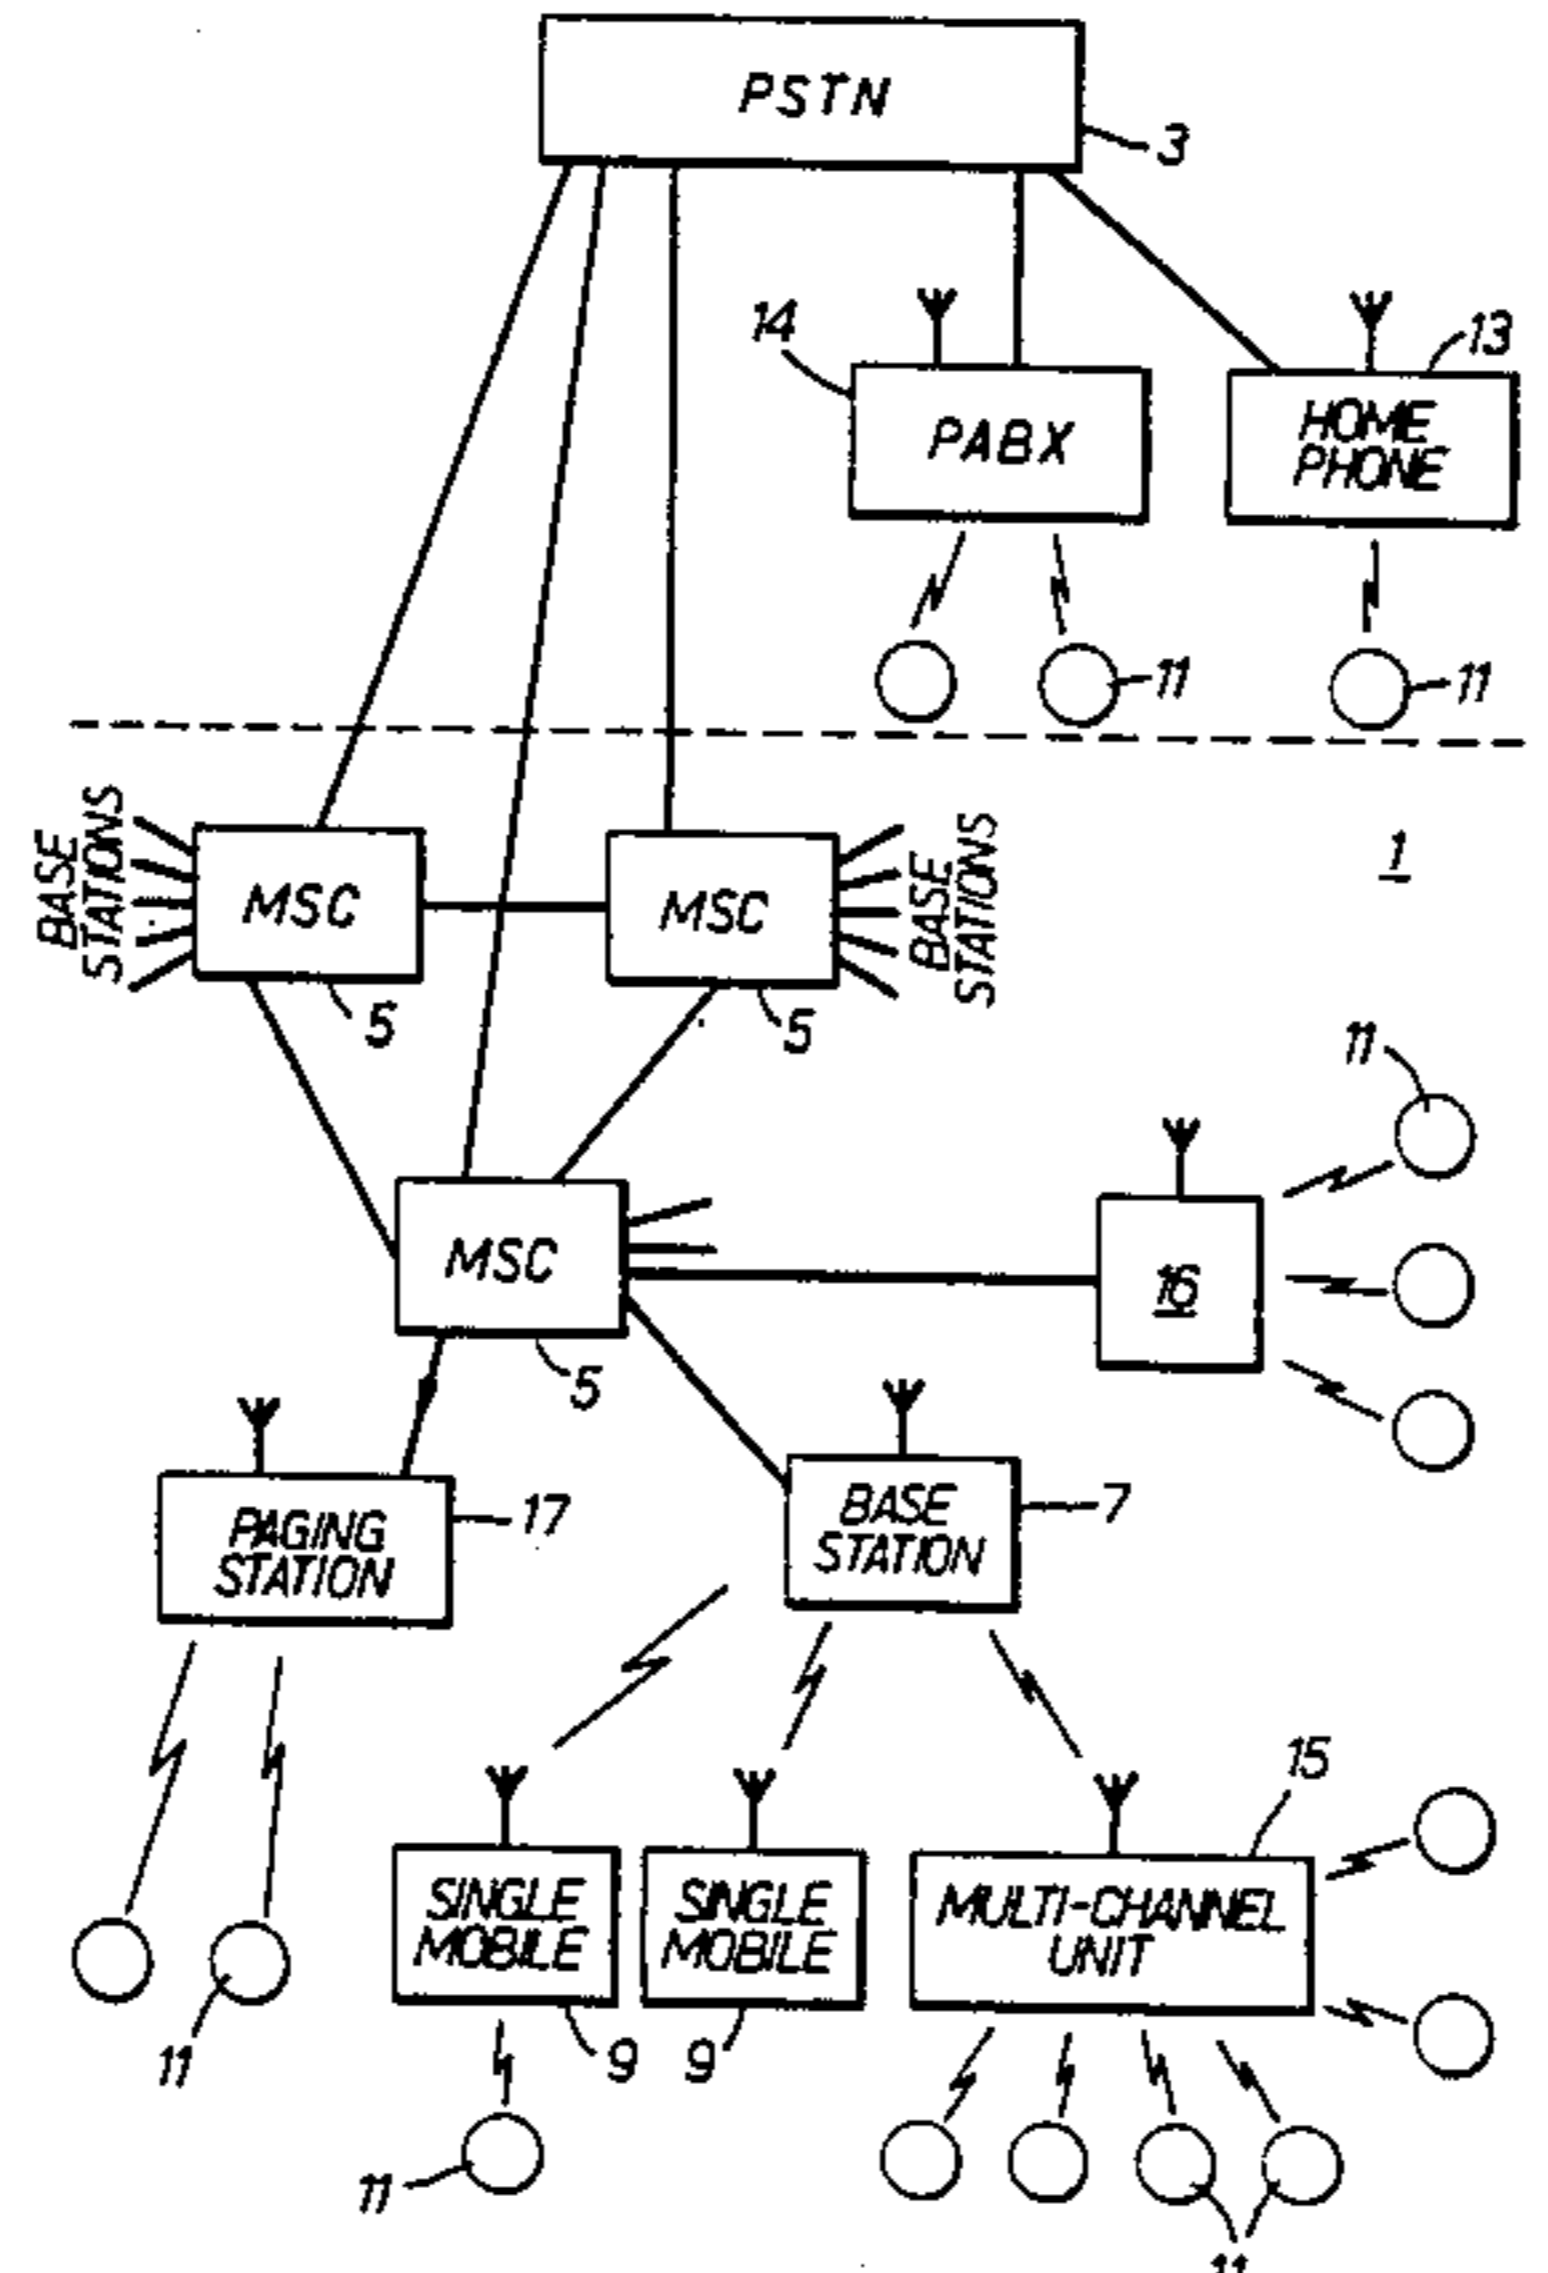 PSTN
3
14
13
PABX
HOME
PHONE
11
11
BASE
STATIONS
MSC
MSC
BASE
STATIONS
1
5
5
11
MSC
16
5
PAGING
STATION
17
BASE
STATION
7
15
SINGLE
MOBILE
SINGLE
MOBILE
MULTI-CHANNEL
UNIT
11
9
9
11
11